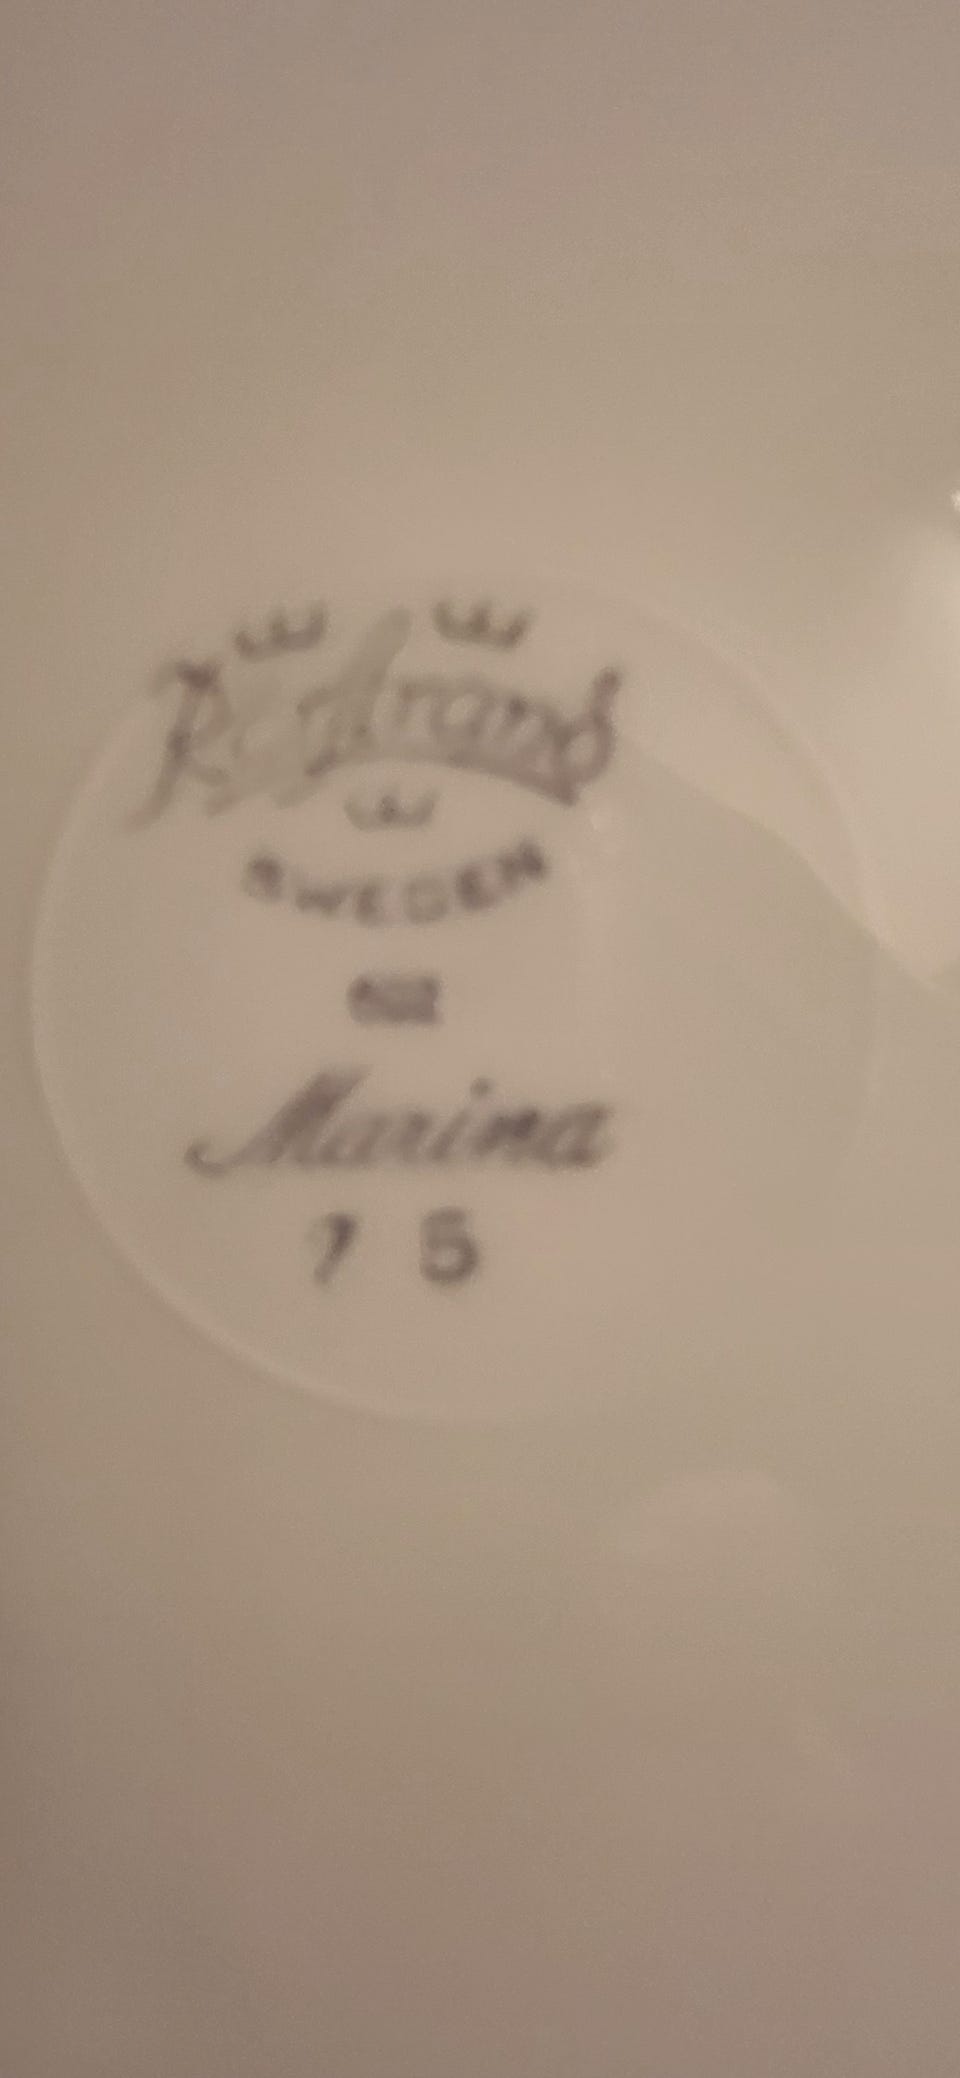 Rörstrand
SWEDEN
Marina
7 5